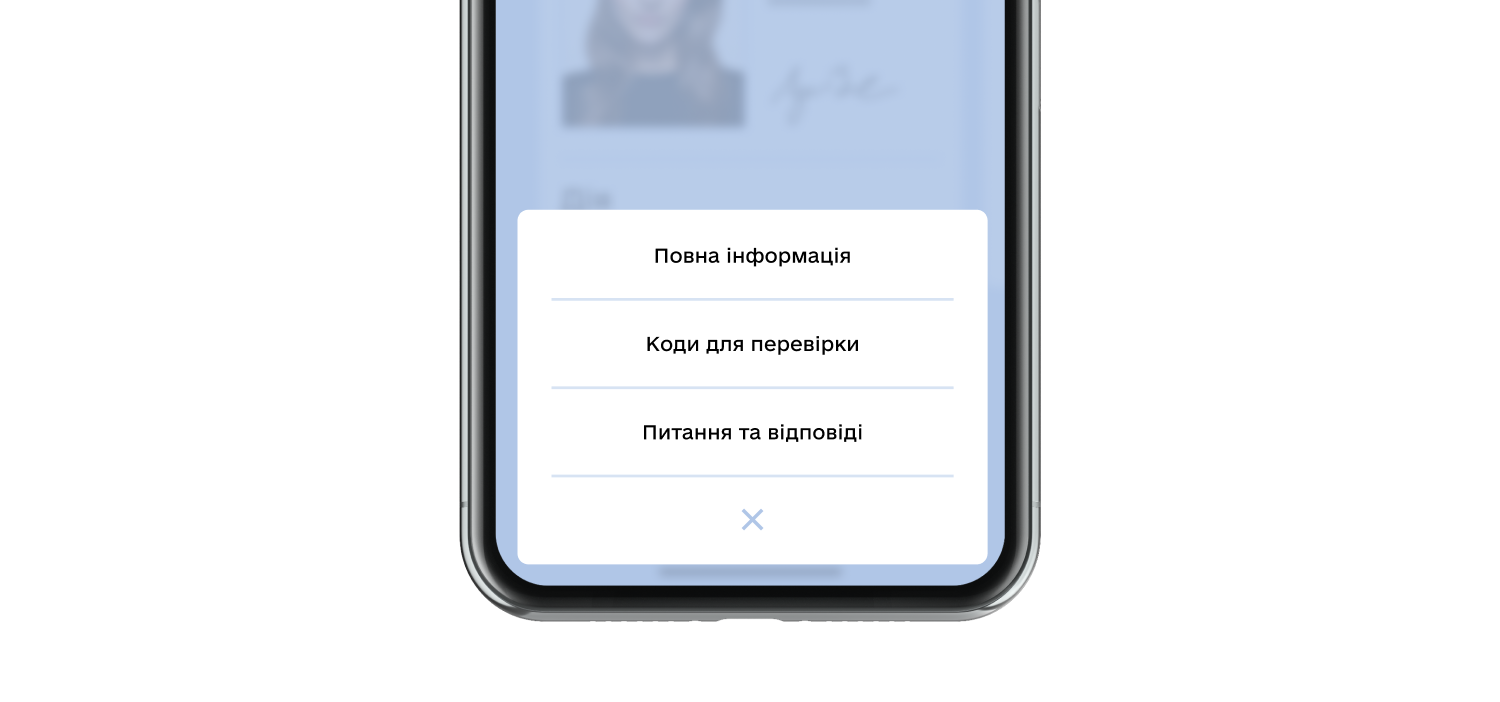 Повна інформація
Коди для перевірки
Питання та відповіді